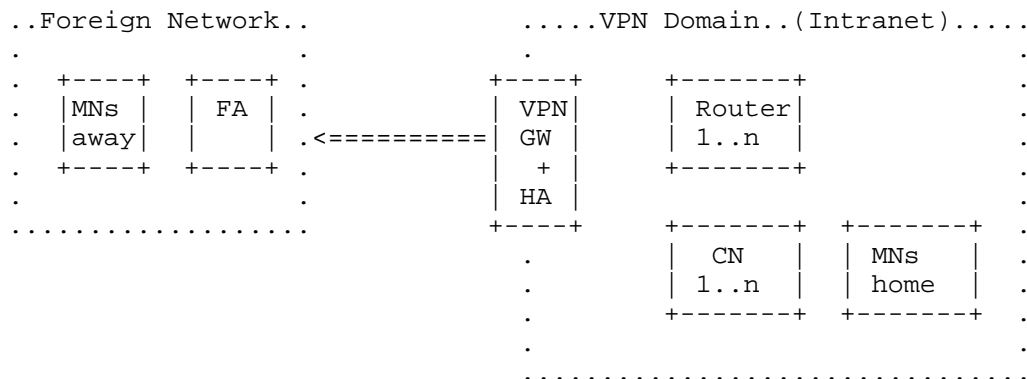 ..Foreign Network..             .....VPN Domain..(Intranet).....
.                 .             .                              .
.  +----+  +----+ .           +----+     +-------+             .
.  |MNs |  | FA | .           | VPN|     | Router|             .
.  |away|  |    | .<==========| GW |     | 1..n  |             .
.  +----+  +----+ .           | +  |     +-------+             .
.                 .           | HA |                           .
...................           +----+     +-------+  +-------+  .
                                .        |  CN   |  | MNs   |  .
                                .        | 1..n  |  | home  |  .
                                .        +-------+  +-------+  .
                                .                              .
                                ................................